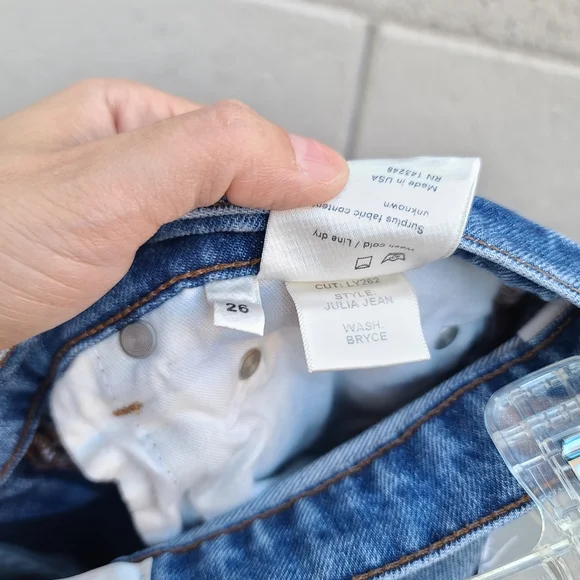 RN 143248
Made in USA
Surplus fabric content
unknown
Wash cold / Line dry
26
CUT: LY262
STYLE:
JULIA JEAN
WASH:
BRYCE